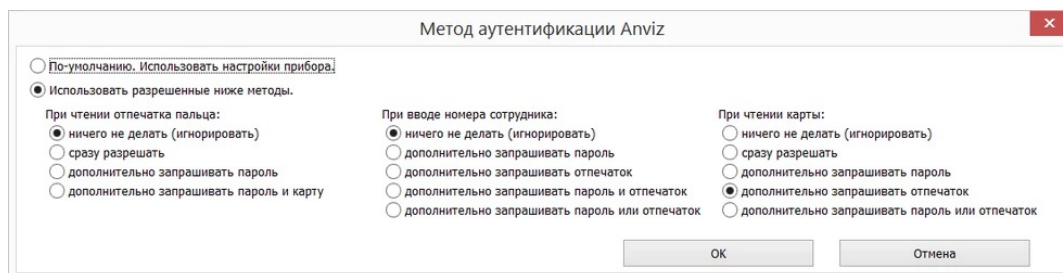 Метод аутентификации Anviz
По-умолчанию. Использовать настройки прибора.
Использовать разрешенные ниже методы.
При чтении отпечатка пальца:
ничего не делать (игнорировать)
сразу разрешать
дополнительно запрашивать пароль
дополнительно запрашивать пароль и карту
При вводе номера сотрудника:
ничего не делать (игнорировать)
дополнительно запрашивать пароль
дополнительно запрашивать отпечаток
дополнительно запрашивать пароль и отпечаток
дополнительно запрашивать пароль или отпечаток
При чтении карты:
ничего не делать (игнорировать)
сразу разрешать
дополнительно запрашивать пароль
дополнительно запрашивать отпечаток
дополнительно запрашивать пароль или отпечаток
OK
Отмена